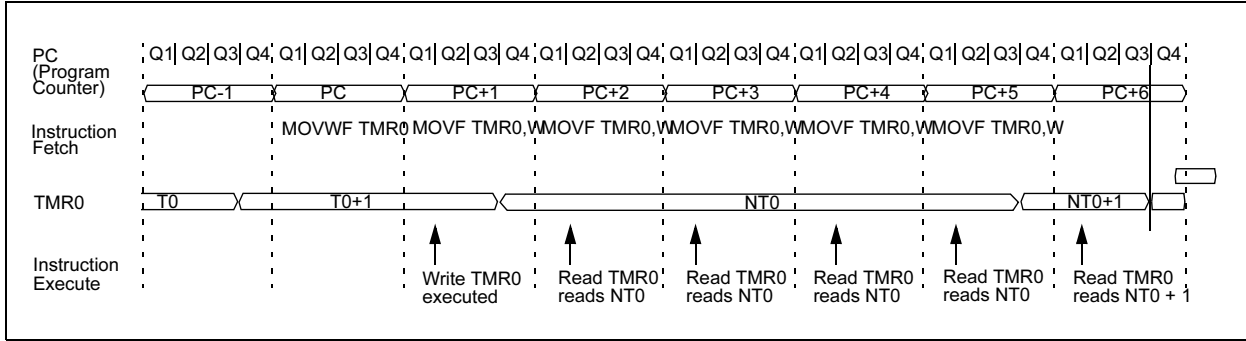 PC
(Program
Counter)
Q1 Q2 Q3 Q4 Q1 Q2 Q3 Q4 Q1 Q2 Q3 Q4 Q1 Q2 Q3 Q4 Q1 Q2 Q3 Q4 Q1 Q2 Q3 Q4 Q1 Q2 Q3 Q4 Q1 Q2 Q3 Q4
PC-1 PC PC+1 PC+2 PC+3 PC+4 PC+5 PC+6
Instruction
Fetch
MOVWF TMR0 MOVF TMR0,W MOVF TMR0,W MOVF TMR0,W MOVF TMR0,W MOVF TMR0,W
TMR0
T0 T0+1 NT0 NT0+1
Instruction
Execute
Write TMR0
executed
Read TMR0
reads NT0
Read TMR0
reads NT0
Read TMR0
reads NT0
Read TMR0
reads NT0
Read TMR0
reads NT0 + 1